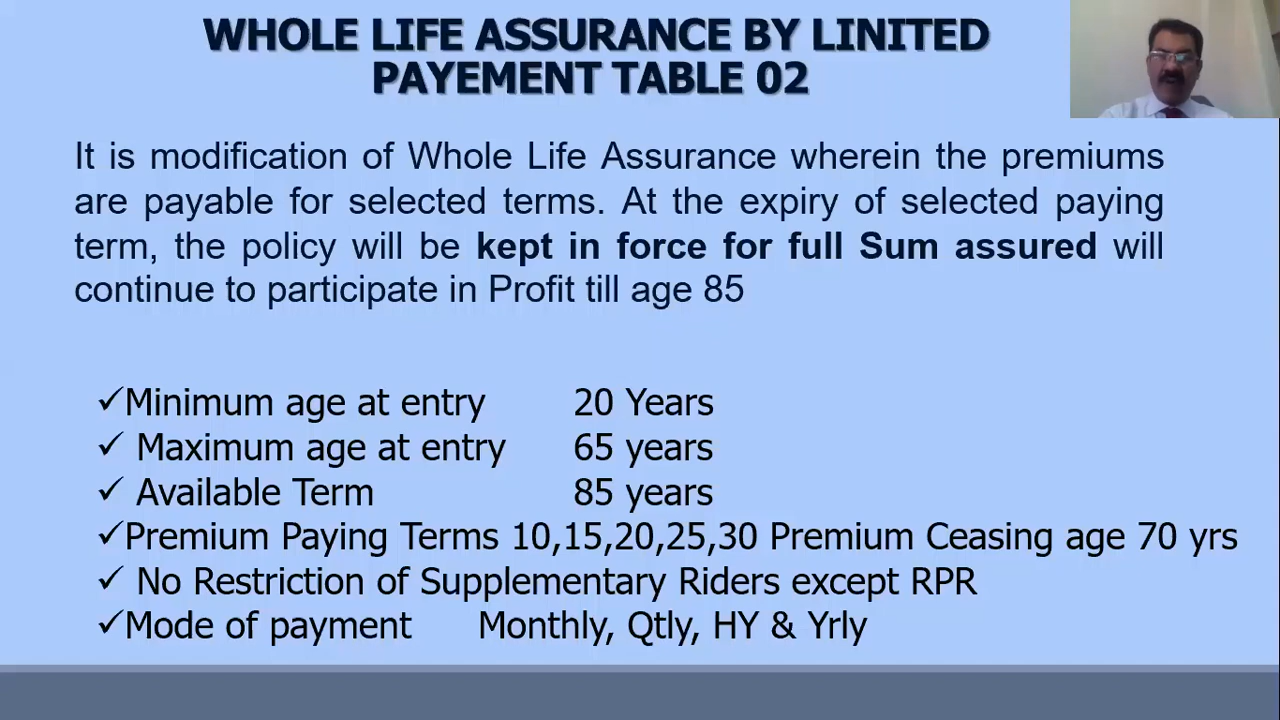 WHOLE LIFE ASSURANCE BY LINITED
PAYEMENT TABLE 02
It is modification of Whole Life Assurance wherein the premiums
are payable for selected terms. At the expiry of selected paying
term, the policy will be kept in force for full Sum assured will
continue to participate in Profit till age 85
✓Minimum age at entry 20 Years
✓ Maximum age at entry 65 years
✓ Available Term 85 years
✓Premium Paying Terms 10,15,20,25,30 Premium Ceasing age 70 yrs
✓ No Restriction of Supplementary Riders except RPR
✓Mode of payment Monthly, Qtly, HY & Yrly